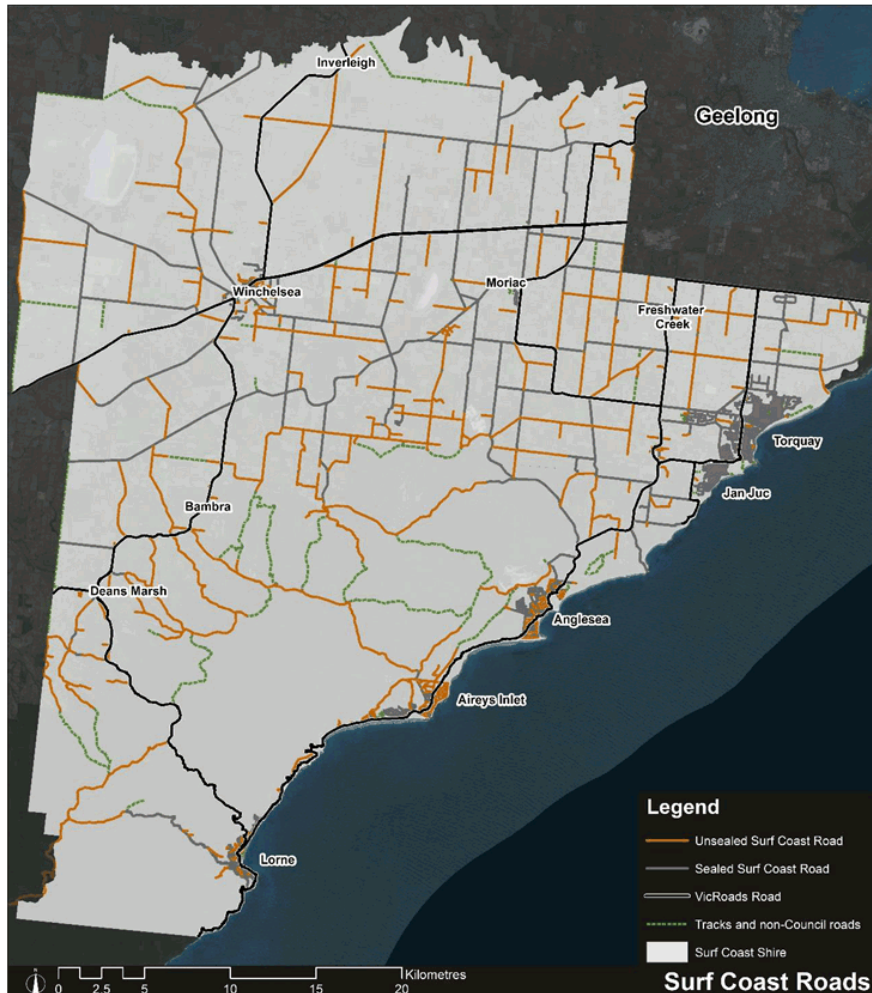 Inverleigh
Geelong
Winchelsea
Moriac
Freshwater
Creek
Torquay
Jan Juc
Bambra
Deans Marsh
Anglesea
Aireys Inlet
Lorne
Legend
Unsealed Surf Coast Road
Sealed Surf Coast Road
VicRoads Road
Tracks and non-Council roads
Surf Coast Shire
N
Kilometres
0 2.5 5 10 15 20
Surf Coast Roads